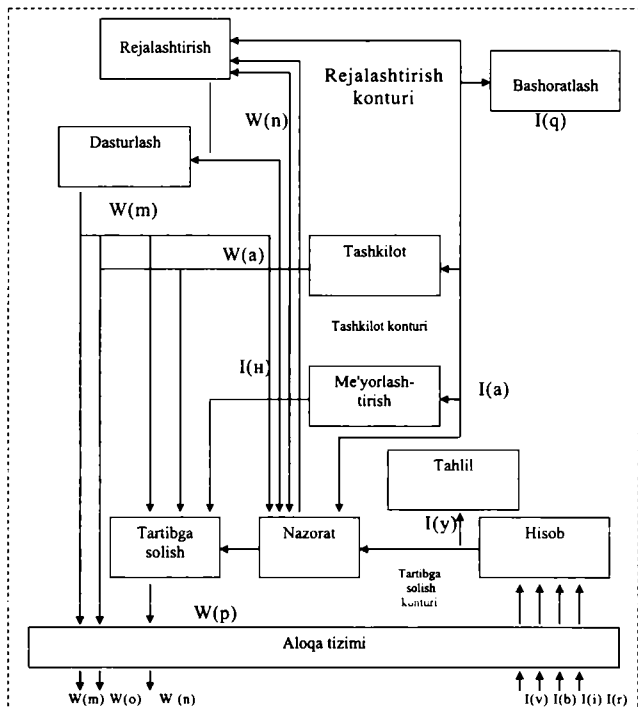 Rejalashtirish
Rejalashtirish
konturi
Bashoratlash
W(n)
I(q)
Dasturlash
W(m)
W(a)
Tashkilot
Tashkilot konturi
I(н)
Me'yorlash-
tirish
I(a)
Tahlil
I(y)
Tartibga
solish
Nazorat
Hisob
Tartibga
solish
konturi
W(p)
Aloqa tizimi
W(m) W(o) W (n)
I(v) I(b) I(i) I(r)